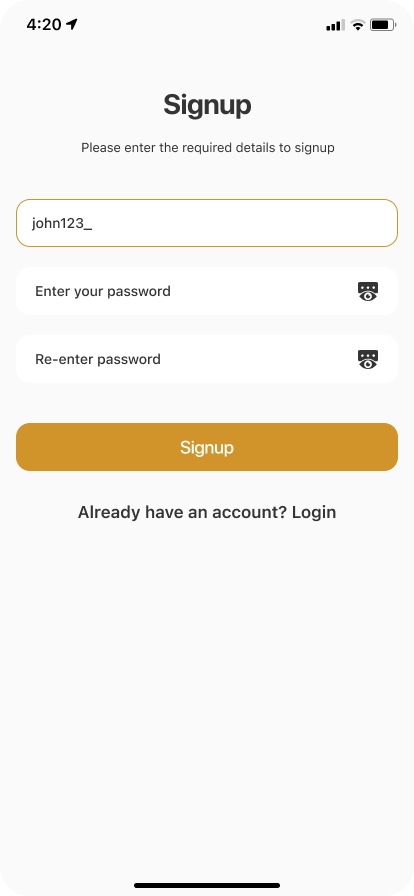 4:20
Signup
Please enter the required details to signup
john123_
Enter your password
Re-enter password
Signup
Already have an account? Login